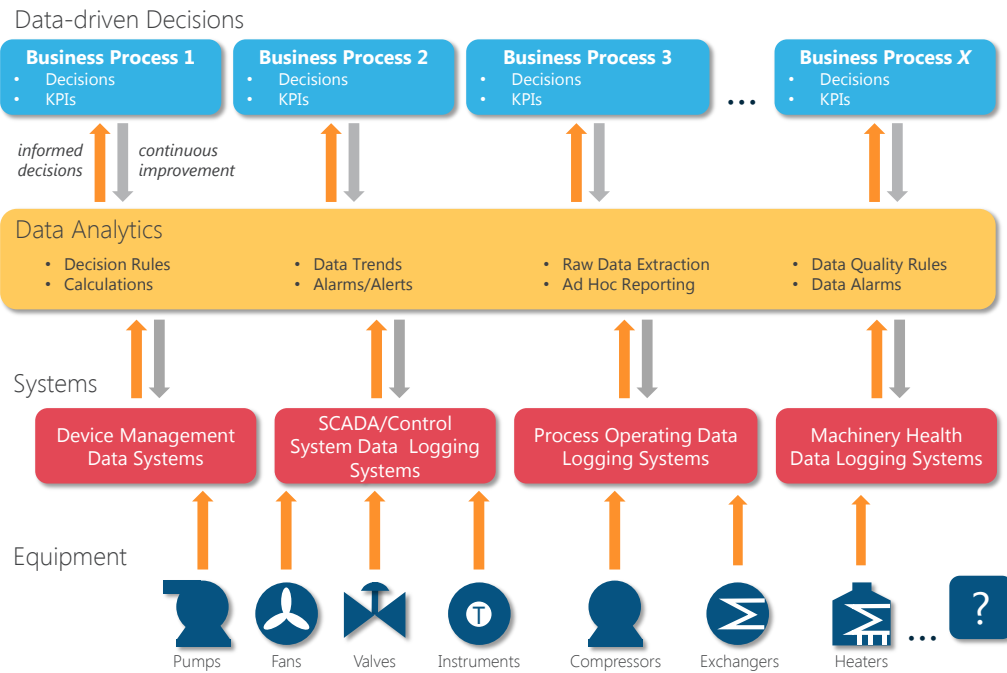 Data-driven Decisions
Business Process 1
• Decisions
• KPIs
Business Process 2
• Decisions
• KPIs
Business Process 3
• Decisions
• KPIs
...
Business Process X
• Decisions
• KPIs
informed
decisions
continuous
improvement
Data Analytics
• Decision Rules
• Calculations
• Data Trends
• Alarms/Alerts
• Raw Data Extraction
• Ad Hoc Reporting
• Data Quality Rules
• Data Alarms
Systems
Device Management
Data Systems
SCADA/Control
System Data Logging
Systems
Process Operating Data
Logging Systems
Machinery Health
Data Logging Systems
Equipment
T
...
?
Pumps
Fans
Valves
Instruments
Compressors
Exchangers
Heaters